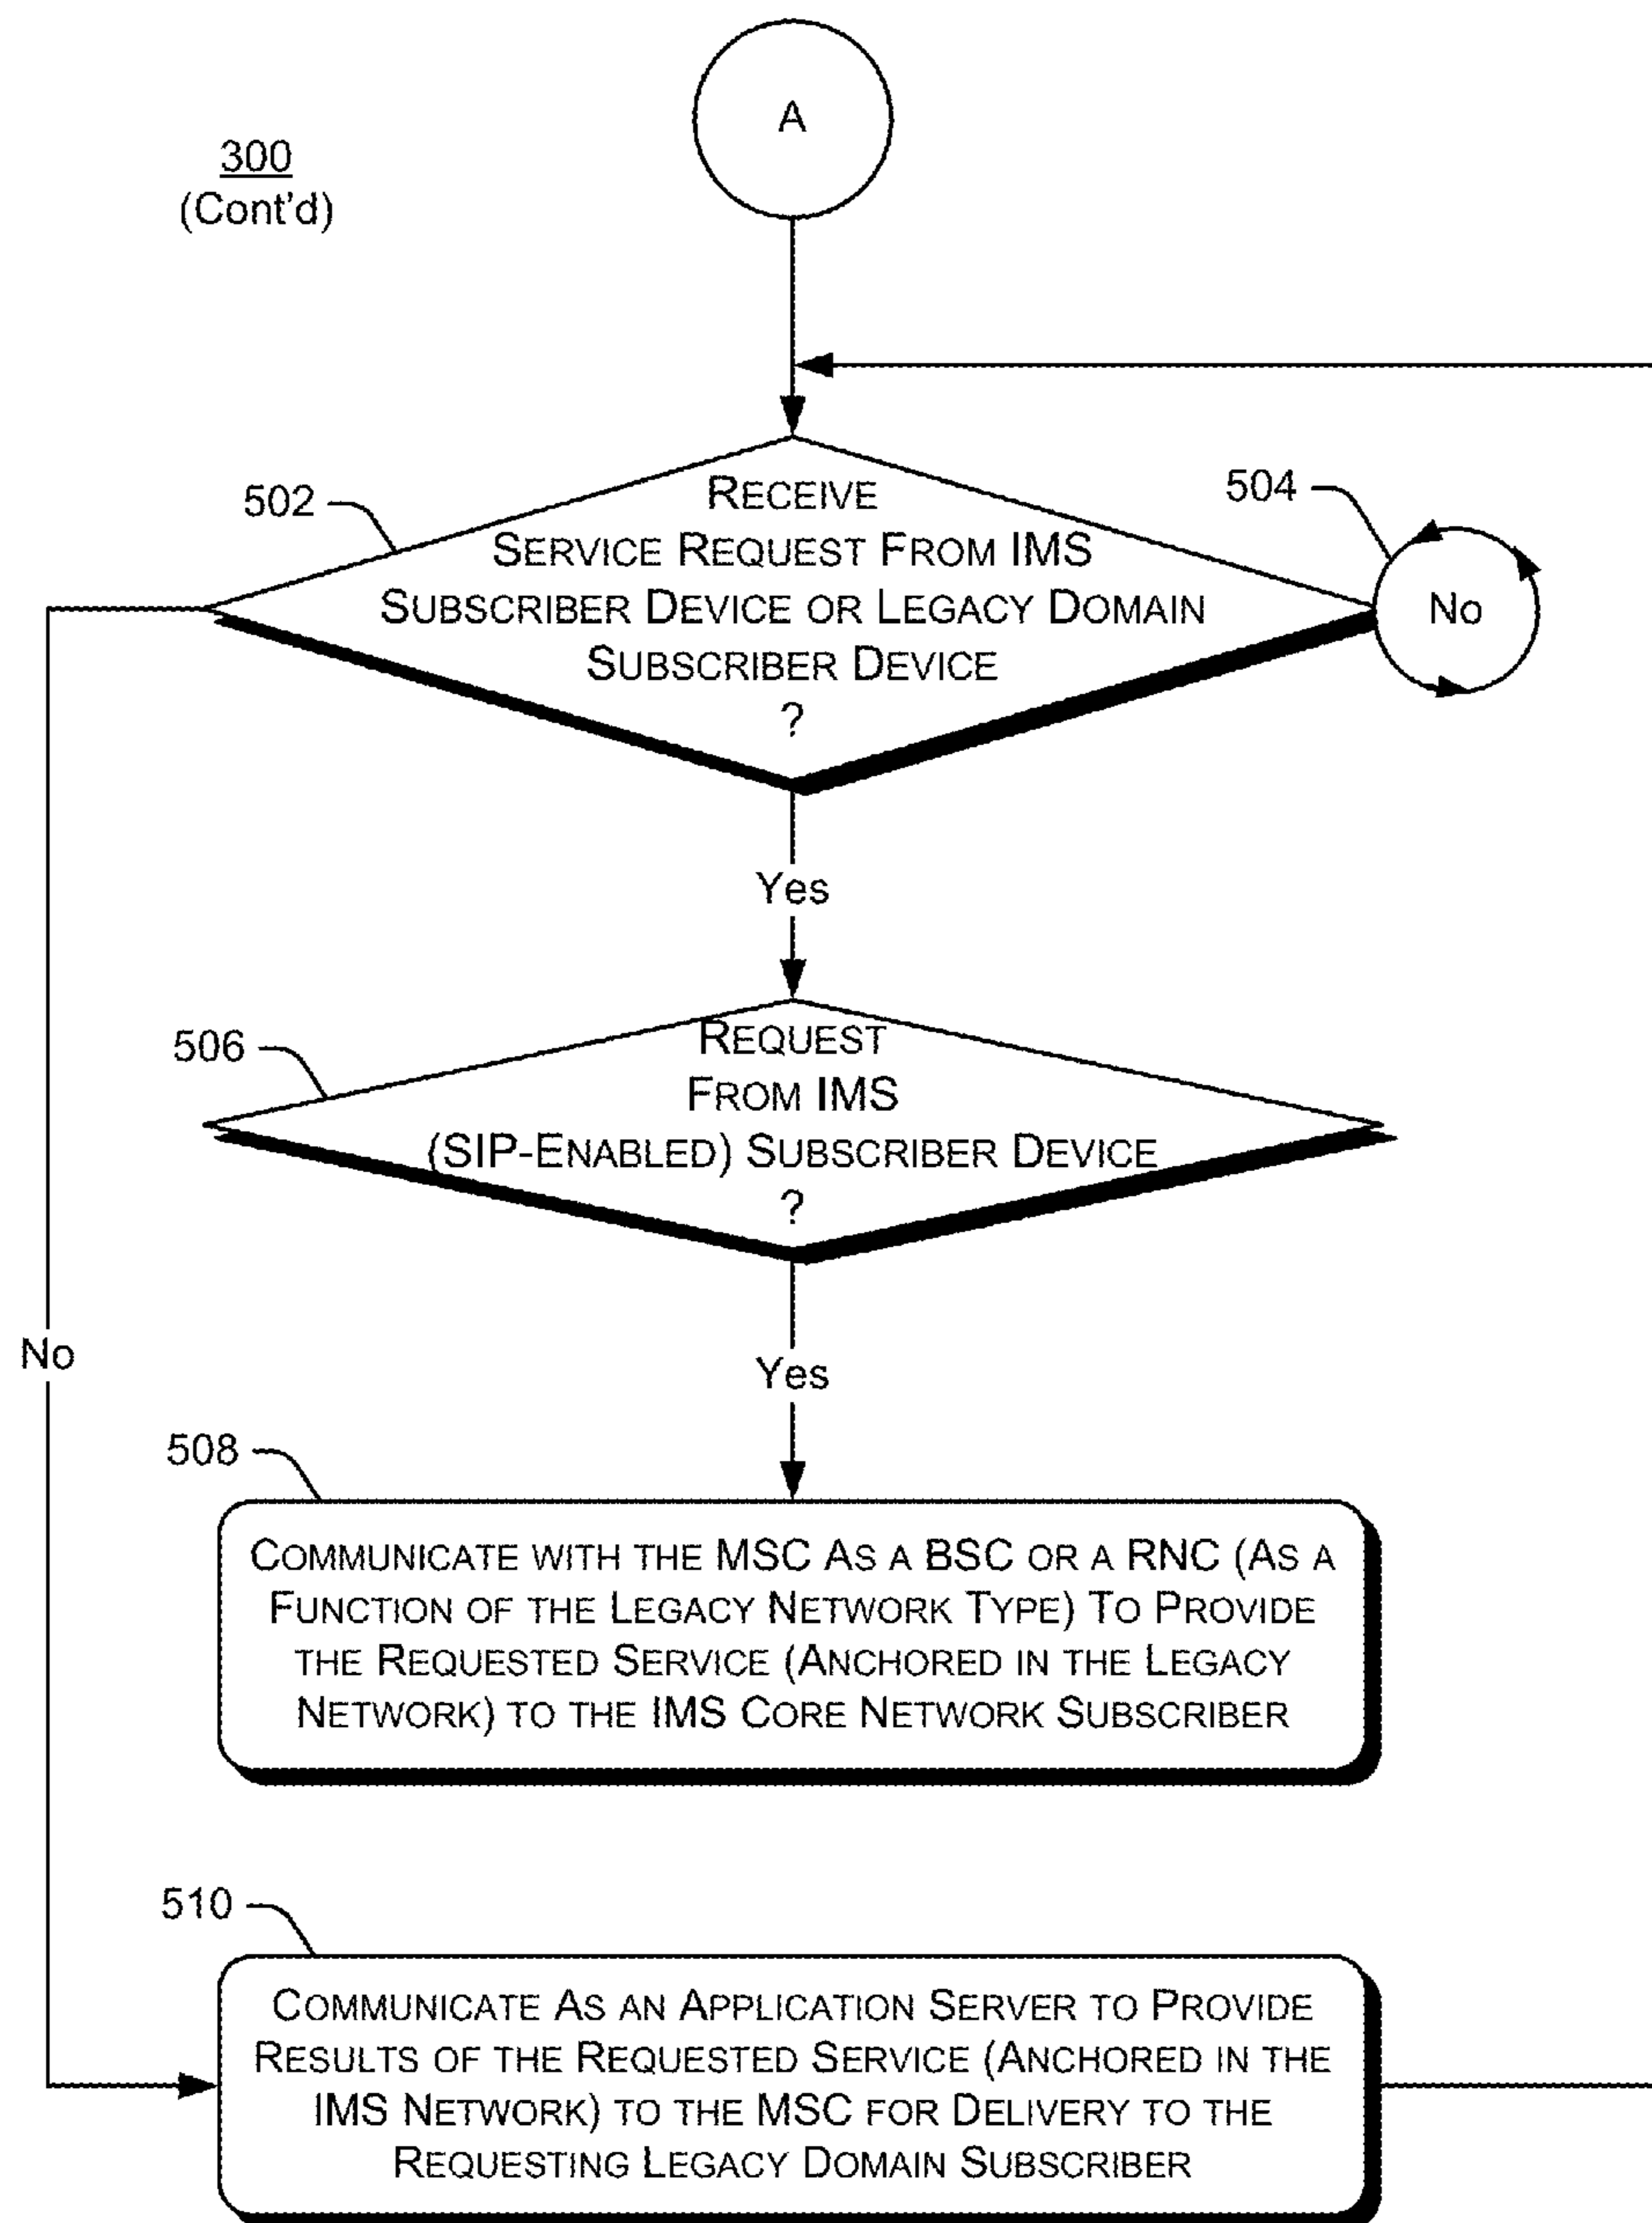 A
300
(Cont'd)
502
RECEIVE
SERVICE REQUEST FROM IMS
SUBSCRIBER DEVICE OR LEGACY DOMAIN
SUBSCRIBER DEVICE
?
504
No
Yes
506
REQUEST
FROM IMS
(SIP-ENABLED) SUBSCRIBER DEVICE
?
No
Yes
508
COMMUNICATE WITH THE MSC AS A BSC OR A RNC (AS A
FUNCTION OF THE LEGACY NETWORK TYPE) TO PROVIDE
THE REQUESTED SERVICE (ANCHORED IN THE LEGACY
NETWORK) TO THE IMS CORE NETWORK SUBSCRIBER
510
COMMUNICATE AS AN APPLICATION SERVER TO PROVIDE
RESULTS OF THE REQUESTED SERVICE (ANCHORED IN THE
IMS NETWORK) TO THE MSC FOR DELIVERY TO THE
REQUESTING LEGACY DOMAIN SUBSCRIBER